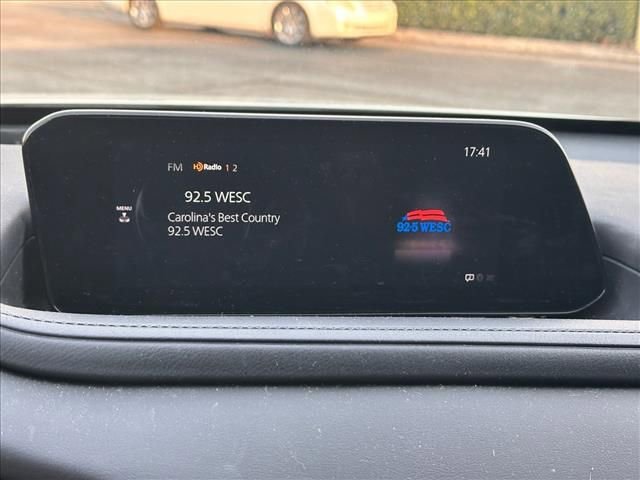 17:41
FM HD Radio 1 2
92.5 WESC
MENU
Carolina's Best Country
92.5 WESC
92.5 WESC